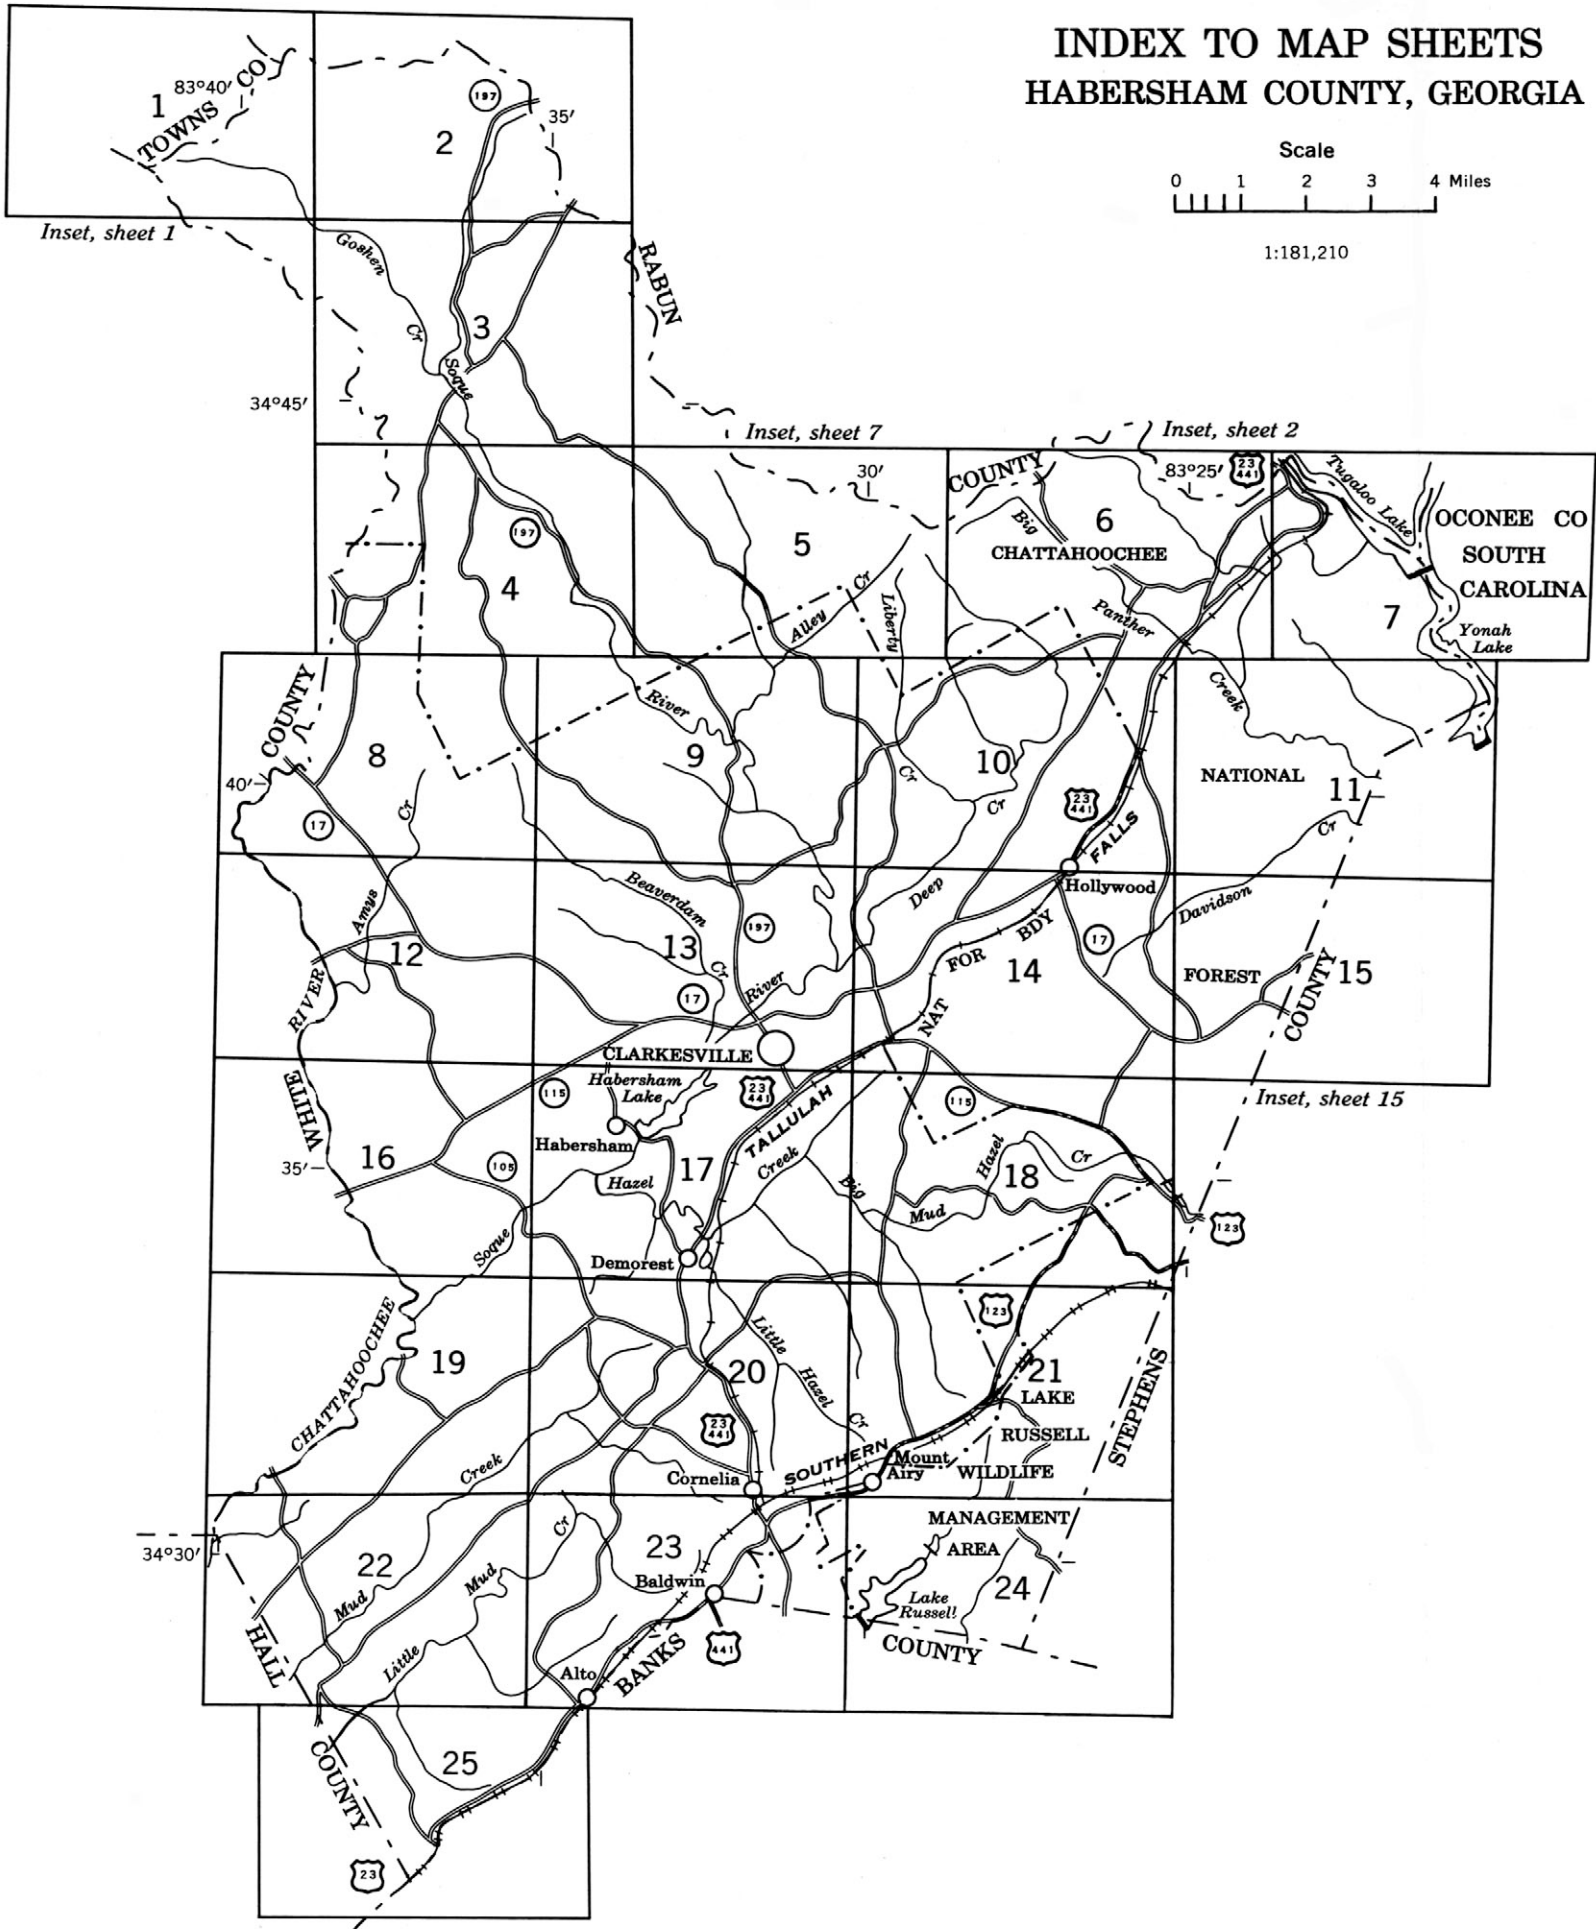 INDEX TO MAP SHEETS
HABERSHAM COUNTY, GEORGIA
Scale
0 1 2 3 4 Miles
1:181,210
1
83°40'
TOWNS CO
2
197
35'
Inset, sheet 1
Goshen
Cr
RABUN
3
Soque
34°45'
Inset, sheet 7
Inset, sheet 2
30'
COUNTY
83°25'
23
441
Tugaloo Lake
OCONEE CO
SOUTH
CAROLINA
197
5
Big
6
CHATTAHOOCHEE
4
Alley
Cr
Liberty
Panther
7
Yonah
Lake
COUNTY
River
Creek
8
9
10
NATIONAL
11
40'
17
Cr
Cr
Cr
23
441
FALLS
Cr
Hollywood
Beaverdam
Deep
Davidson
Amys
197
12
13
Cr
17
FOR
BDY
14
FOREST
15
RIVER
17
River
NAT
COUNTY
CLARKESVILLE
Habersham
Lake
23
441
Inset, sheet 15
WHITE
115
TALLULAH
115
Habersham
35'
16
105
17
Creek
Hazel
Cr
18
Hazel
Big
Mud
123
Soque
Demorest
CHATTAHOOCHEE
123
Little
19
20
Hazel
21
LAKE
STEPHENS
23
441
Cr
RUSSELL
Creek
SOUTHERN
Mount
Airy
Cornelia
WILDLIFE
MANAGEMENT
AREA
34°30'
Cr
23
22
Mud
Baldwin
24
Mud
Lake
Russell
HALL
441
COUNTY
Little
Alto
BANKS
COUNTY
25
23